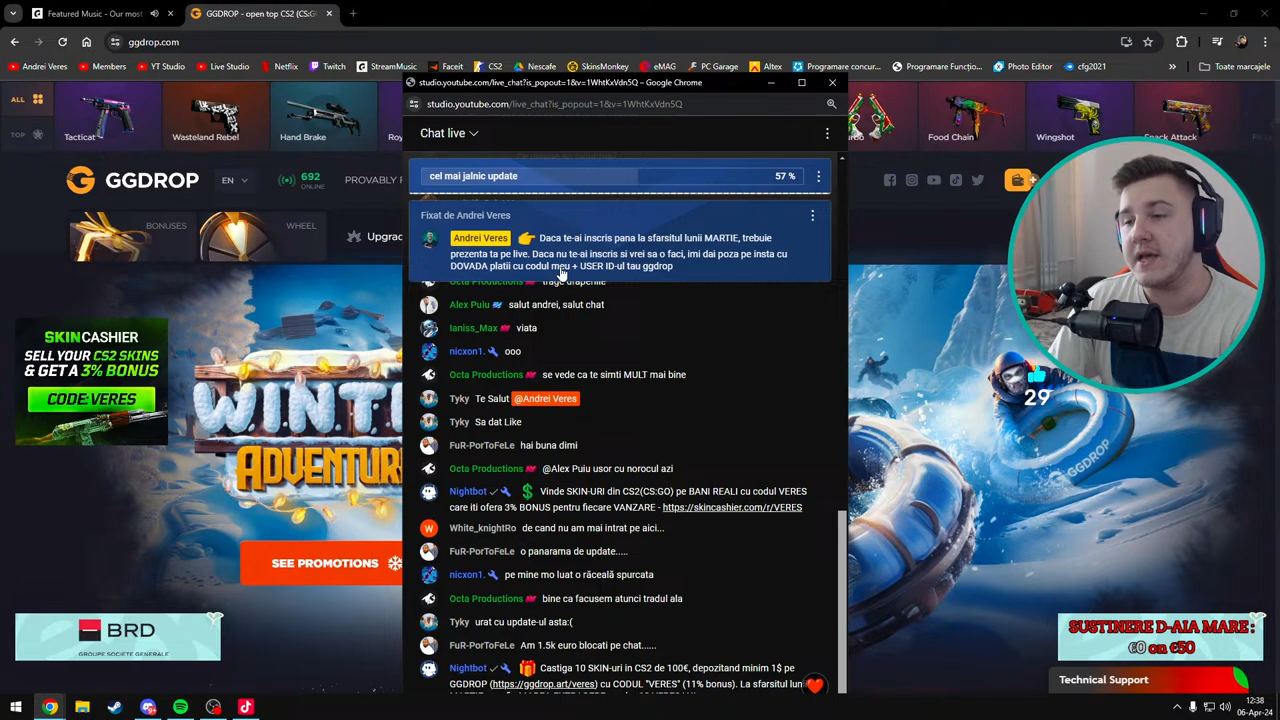 Featured Music - Our most
GGDROP - open top CS2 (CS:G
ggdrop.com
Andrei Veres
YT Studio
Live Studio
Netflix
StreamMusic
Faceit
CS2
SkinsMonkey
eMAG
PC Garage
Altex
Programare concur...
Nescafe
Programare Function...
Photo Editor
cfg2021
Toate marcajele
studio.youtube.com/live_chat?is_popout=1&v=1WhtKxVdn5Q – Google Chrome
studio.youtube.com/live_chat?is_popout=1&v=1WhtKxVdn5Q
ALL
TOP
Tacticat
Wasteland Rebel
Hand Brake
Food Chain
Wingshot
Snack Attack
Chat live
GGDROP
EN
692
ONLINE
PROVABLY F
BONUSES
WHEEL
Upgrad
cel mai jalnic update
57 %
Fixat de Andrei Veres
Andrei Veres 👉 Daca te-ai inscris pana la sfarsitul lunii MARTIE, trebuie
prezenta ta pe live. Daca nu te-ai inscris si vrei sa o faci, imi dai poza pe insta cu
DOVADA platii cu codul meu + USER ID-ul tau ggdrop
Octa Productions trage draperiile
Alex Puiu salut andrei, salut chat
Ianiss_Max viata
nicxon1. ooo
Octa Productions se vede ca te simti MULT mai bine
Tyky Te Salut @Andrei Veres
Tyky Sa dat Like
FuR-PorToFeLe hai buna dimi
Octa Productions @Alex Puiu usor cu norocul azi
Nightbot 💲 Vinde SKIN-URI din CS2(CS:GO) pe BANI REALI cu codul VERES
care iti ofera 3% BONUS pentru fiecare VANZARE - https://skincashier.com/r/VERES
White_knightRo de cand nu am mai intrat pe aici...
FuR-PorToFeLe o panarama de update.....
nicxon1. pe mine mo luat o răceală spurcata
Octa Productions bine ca facusem atunci tradul ala
Tyky urat cu update-ul asta:(
FuR-PorToFeLe Am 1.5k euro blocati pe chat......
Nightbot 🎁 Castiga 10 SKIN-uri in CS2 de 100€, depozitand minim 1$ pe
GGDROP (https://ggdrop.art/veres) cu CODUL "VERES" (11% bonus). La sfarsitul lunii
SKINCASHIER
SELL YOUR CS2 SKINS
& GET A 3% BONUS
CODE: VERES
WINT
ADVENTUR
SEE PROMOTIONS
BRD
GROUPE SOCIETE GENERALE
29
GGDROP
SUSTINERE D-AIA MARE :
€0 on €50
Technical Support
12:38
06-Apr-24